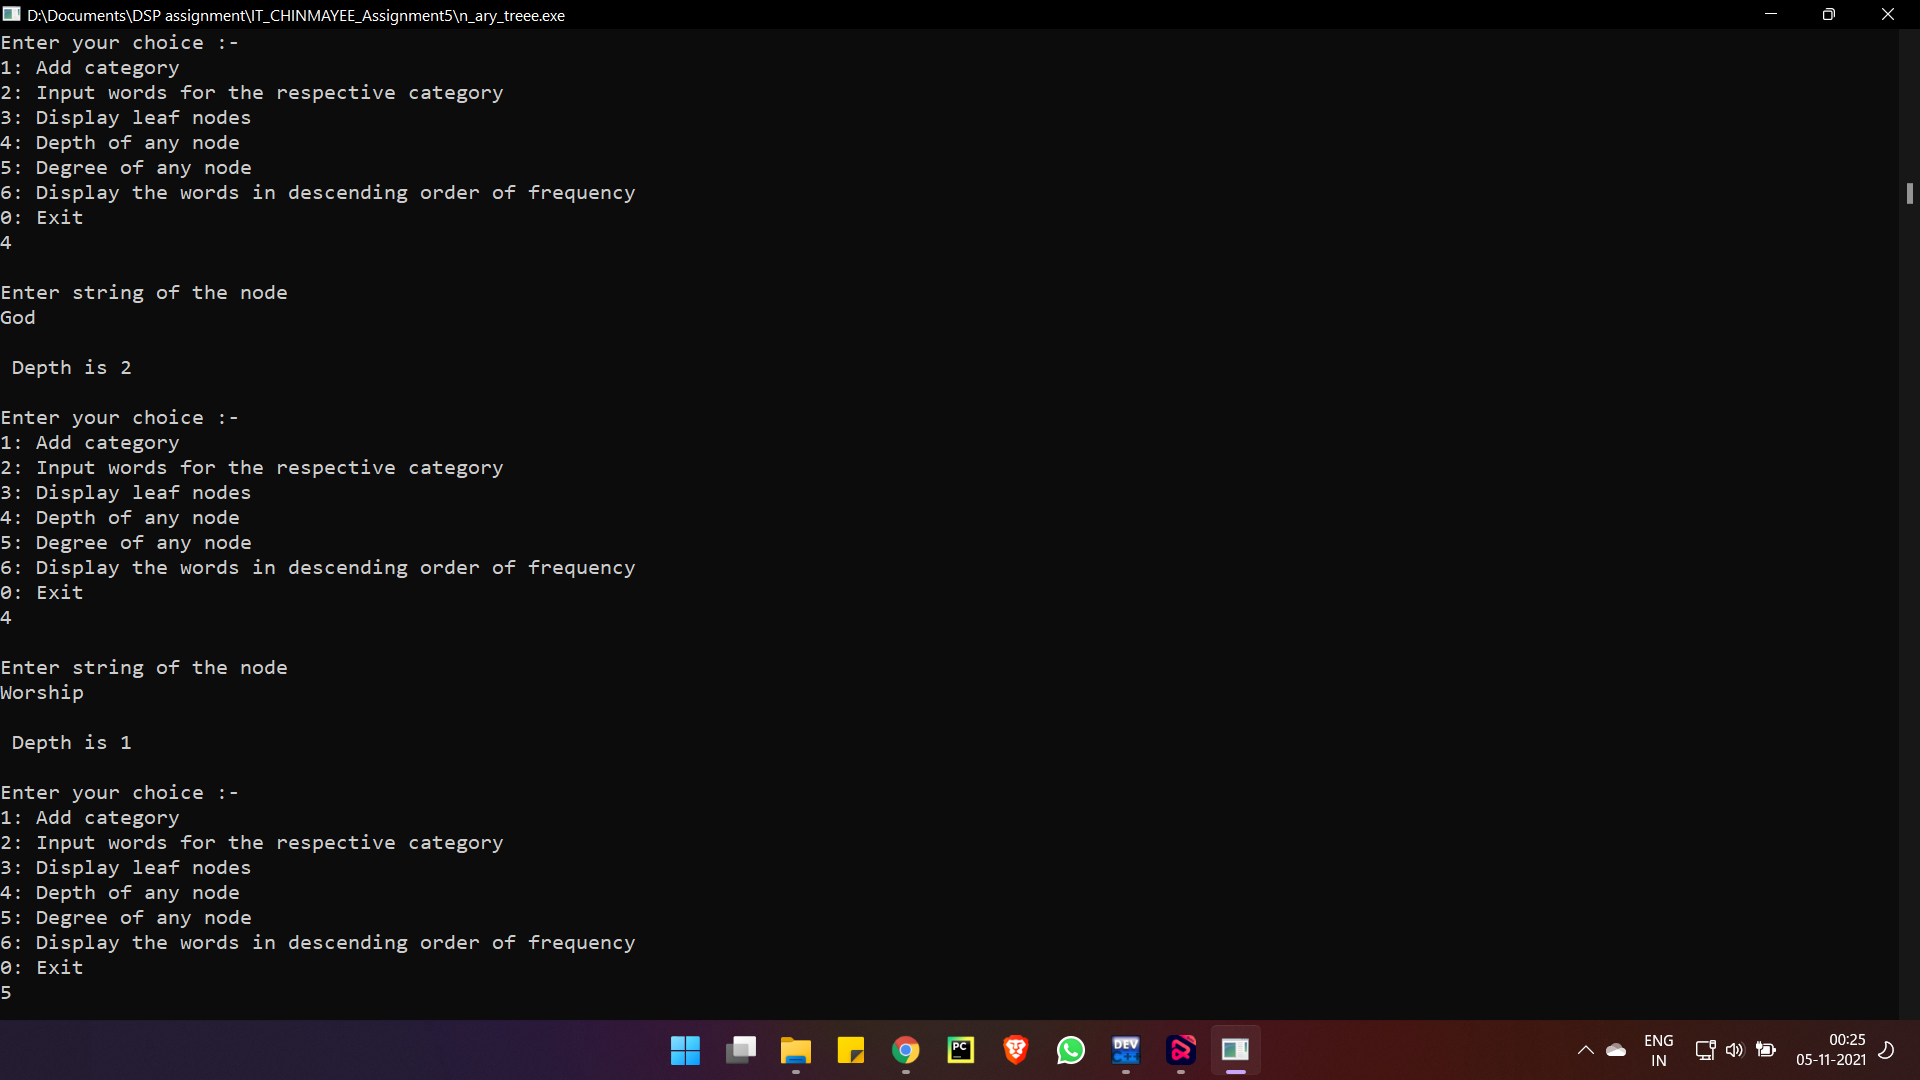 D:\Documents\DSP assignment\IT_CHINMAYEE_Assignment5\n_ary_treee.exe
Enter your choice :-
1: Add category
2: Input words for the respective category
3: Display leaf nodes
4: Depth of any node
5: Degree of any node
6: Display the words in descending order of frequency
0: Exit
4
Enter string of the node
God
Depth is 2
Enter your choice :-
1: Add category
2: Input words for the respective category
3: Display leaf nodes
4: Depth of any node
5: Degree of any node
6: Display the words in descending order of frequency
0: Exit
4
Enter string of the node
Worship
Depth is 1
Enter your choice :-
1: Add category
2: Input words for the respective category
3: Display leaf nodes
4: Depth of any node
5: Degree of any node
6: Display the words in descending order of frequency
0: Exit
5
PC
DEV
C++
ENG
IN
00:25
05-11-2021